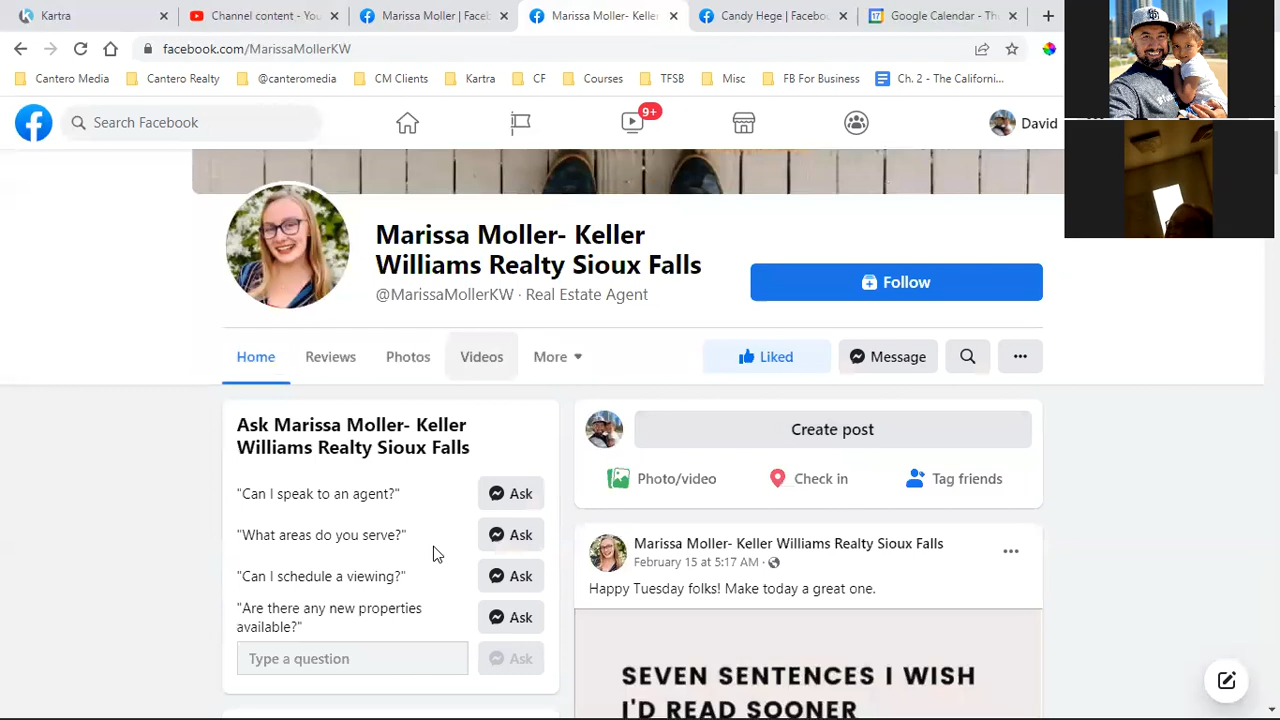 Kartra
Channel content - You
Marissa Moller, Faceb
Marissa Moller- Keller
Candy Hege | Faceboo
Google Calendar - Th
facebook.com/MarissaMollerKW
Cantero Media
Cantero Realty
@canteromedia
CM Clients
Kartra
CF
Courses
TFSB
Misc
FB For Business
Ch. 2 - The Californi...
Search Facebook
9+
David
Marissa Moller- Keller
Williams Realty Sioux Falls
@MarissaMollerKW · Real Estate Agent
Follow
Home
Reviews
Photos
Videos
More
Liked
Message
Ask Marissa Moller- Keller
Williams Realty Sioux Falls
"Can I speak to an agent?"
Ask
"What areas do you serve?"
Ask
"Can I schedule a viewing?"
Ask
"Are there any new properties
available?"
Ask
Type a question
Ask
Create post
Photo/video
Check in
Tag friends
Marissa Moller- Keller Williams Realty Sioux Falls
February 15 at 5:17 AM ·
Happy Tuesday folks! Make today a great one.
SEVEN SENTENCES I WISH
I'D READ SOONER